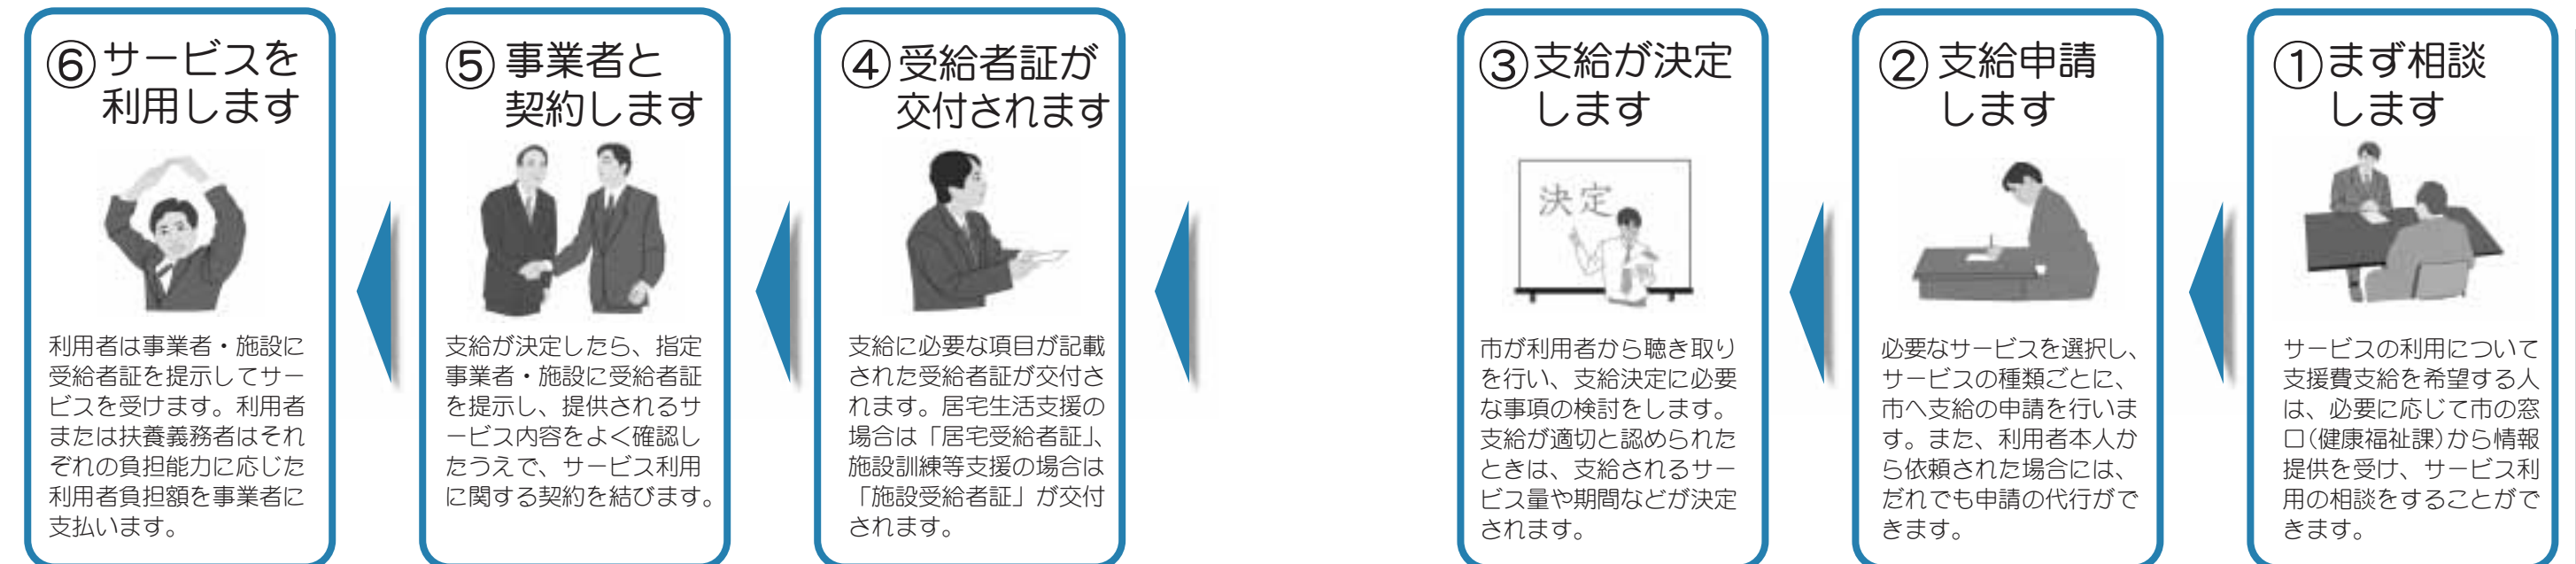 ①まず相談
します
サービスの利用について
支援費支給を希望する人
は、必要に応じて市の窓
口(健康福祉課)から情報
提供を受け、サービス利
用の相談をすることがで
きます。
②支給申請
します
必要なサービスを選択し、
サービスの種類ごとに、
市へ支給の申請を行いま
す。また、利用者本人か
ら依頼された場合には、
だれでも申請の代行がで
きます。
③支給が決定
します
決定
市が利用者から聴き取り
を行い、支給決定に必要
な事項の検討をします。
支給が適切と認められた
ときは、支給されるサー
ビス量や期間などが決定
されます。
④受給者証が
交付されます
支給に必要な項目が記載
された受給者証が交付さ
れます。居宅生活支援の
場合は「居宅受給者証」、
施設訓練等支援の場合は
「施設受給者証」が交付
されます。
⑤事業者と
契約します
支給が決定したら、指定
事業者・施設に受給者証
を提示し、提供されるサ
ービス内容をよく確認し
たうえで、サービス利用
に関する契約を結びます。
⑥サービスを
利用します
利用者は事業者・施設に
受給者証を提示してサー
ビスを受けます。利用者
または扶養義務者はそれ
ぞれの負担能力に応じた
利用者負担額を事業者に
支払います。